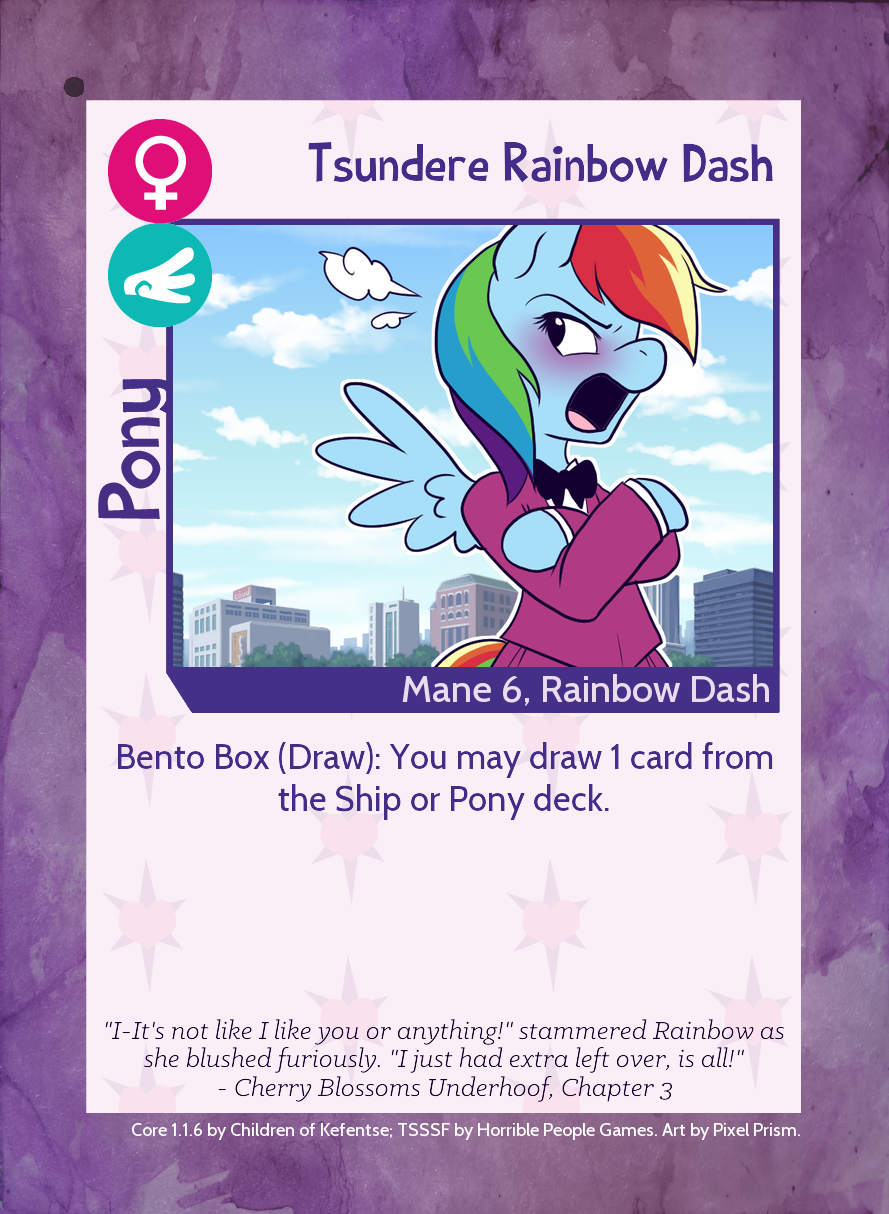 Tsundere Rainbow Dash
Pony
Mane 6, Rainbow Dash
Bento Box (Draw): You may draw 1 card from
the Ship or Pony deck.
"I-It's not like I like you or anything!" stammered Rainbow as
she blushed furiously. "I just had extra left over, is all!"
- Cherry Blossoms Underhoof, Chapter 3
Core 1.1.6 by Children of Kefentse; TSSSF by Horrible People Games. Art by Pixel Prism.